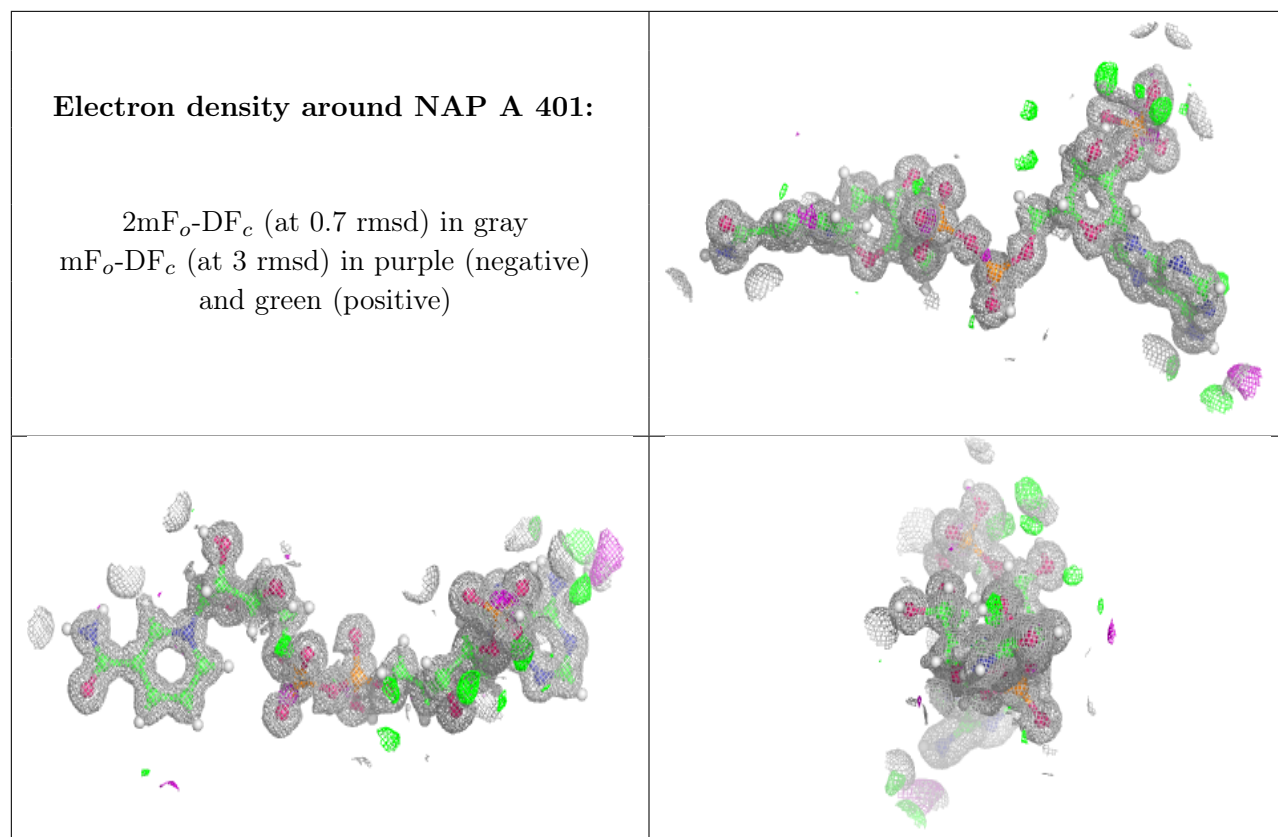 Electron density around NAP A 401:
2mFo-DFc (at 0.7 rmsd) in gray
mFo-DFc (at 3 rmsd) in purple (negative)
and green (positive)